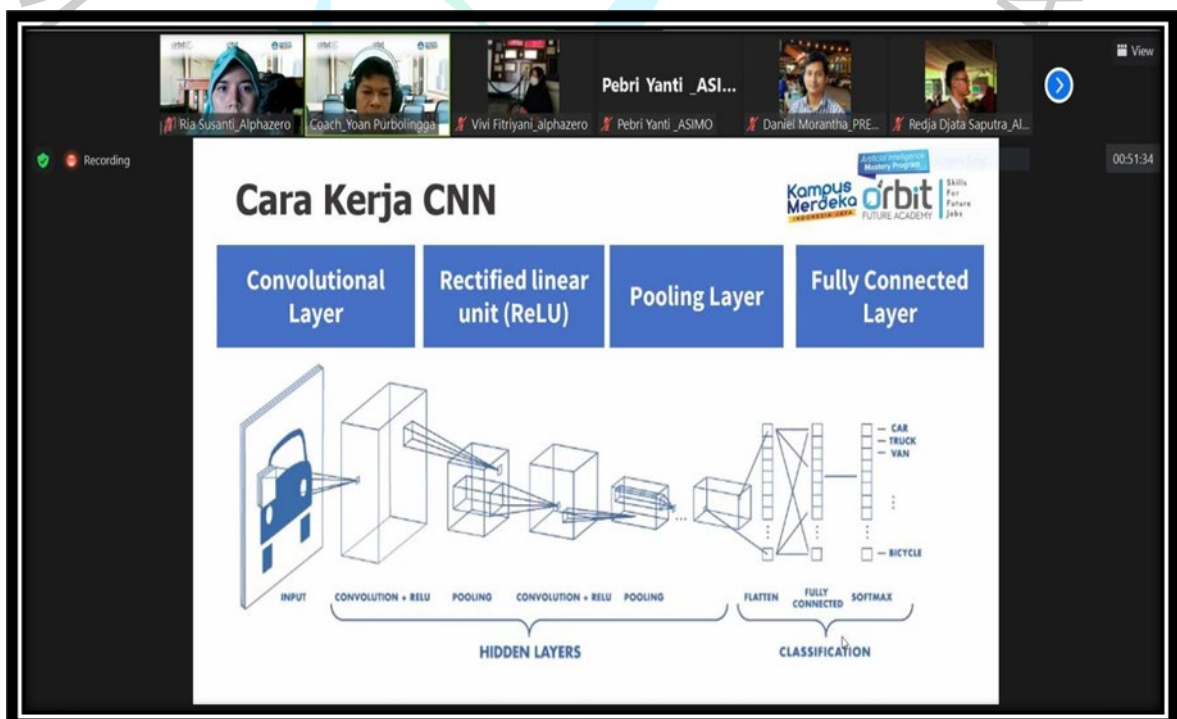 View
Pebri Yanti _ASI...
Ria Susanti_Alphazero
Coach_Yoan Purbolingga
Vivi Fitriyani_alphazero
Pebri Yanti _ASIMO
Daniel Morantha_PRE...
Redja Djata Saputra_Al...
Recording
00:51:34
Cara Kerja CNN
Artificial Intelligence
Mastery Program
Kampus
Merdeka
INDONESIA JAYA
orbit
FUTURE ACADEMY
Skills
For
Future
Jobs
Convolutional
Layer
Rectified linear
unit (ReLU)
Pooling Layer
Fully Connected
Layer
CAR
TRUCK
VAN
BICYCLE
INPUT
CONVOLUTION + RELU
POOLING
CONVOLUTION + RELU
POOLING
FLATTEN
FULLY
CONNECTED
SOFTMAX
HIDDEN LAYERS
CLASSIFICATION